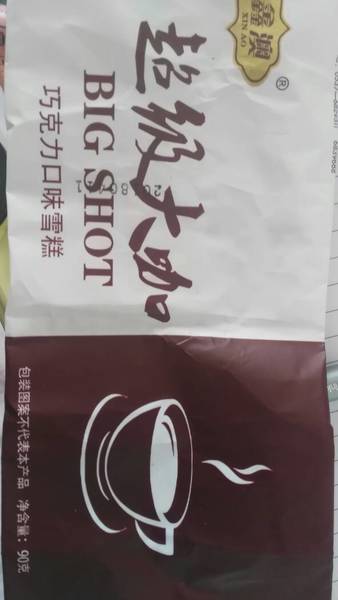 鑫澳
XIN AO
®
超级大咖
BIG SHOT
巧克力口味雪糕
包装图案不代表本产品 净含量：90克